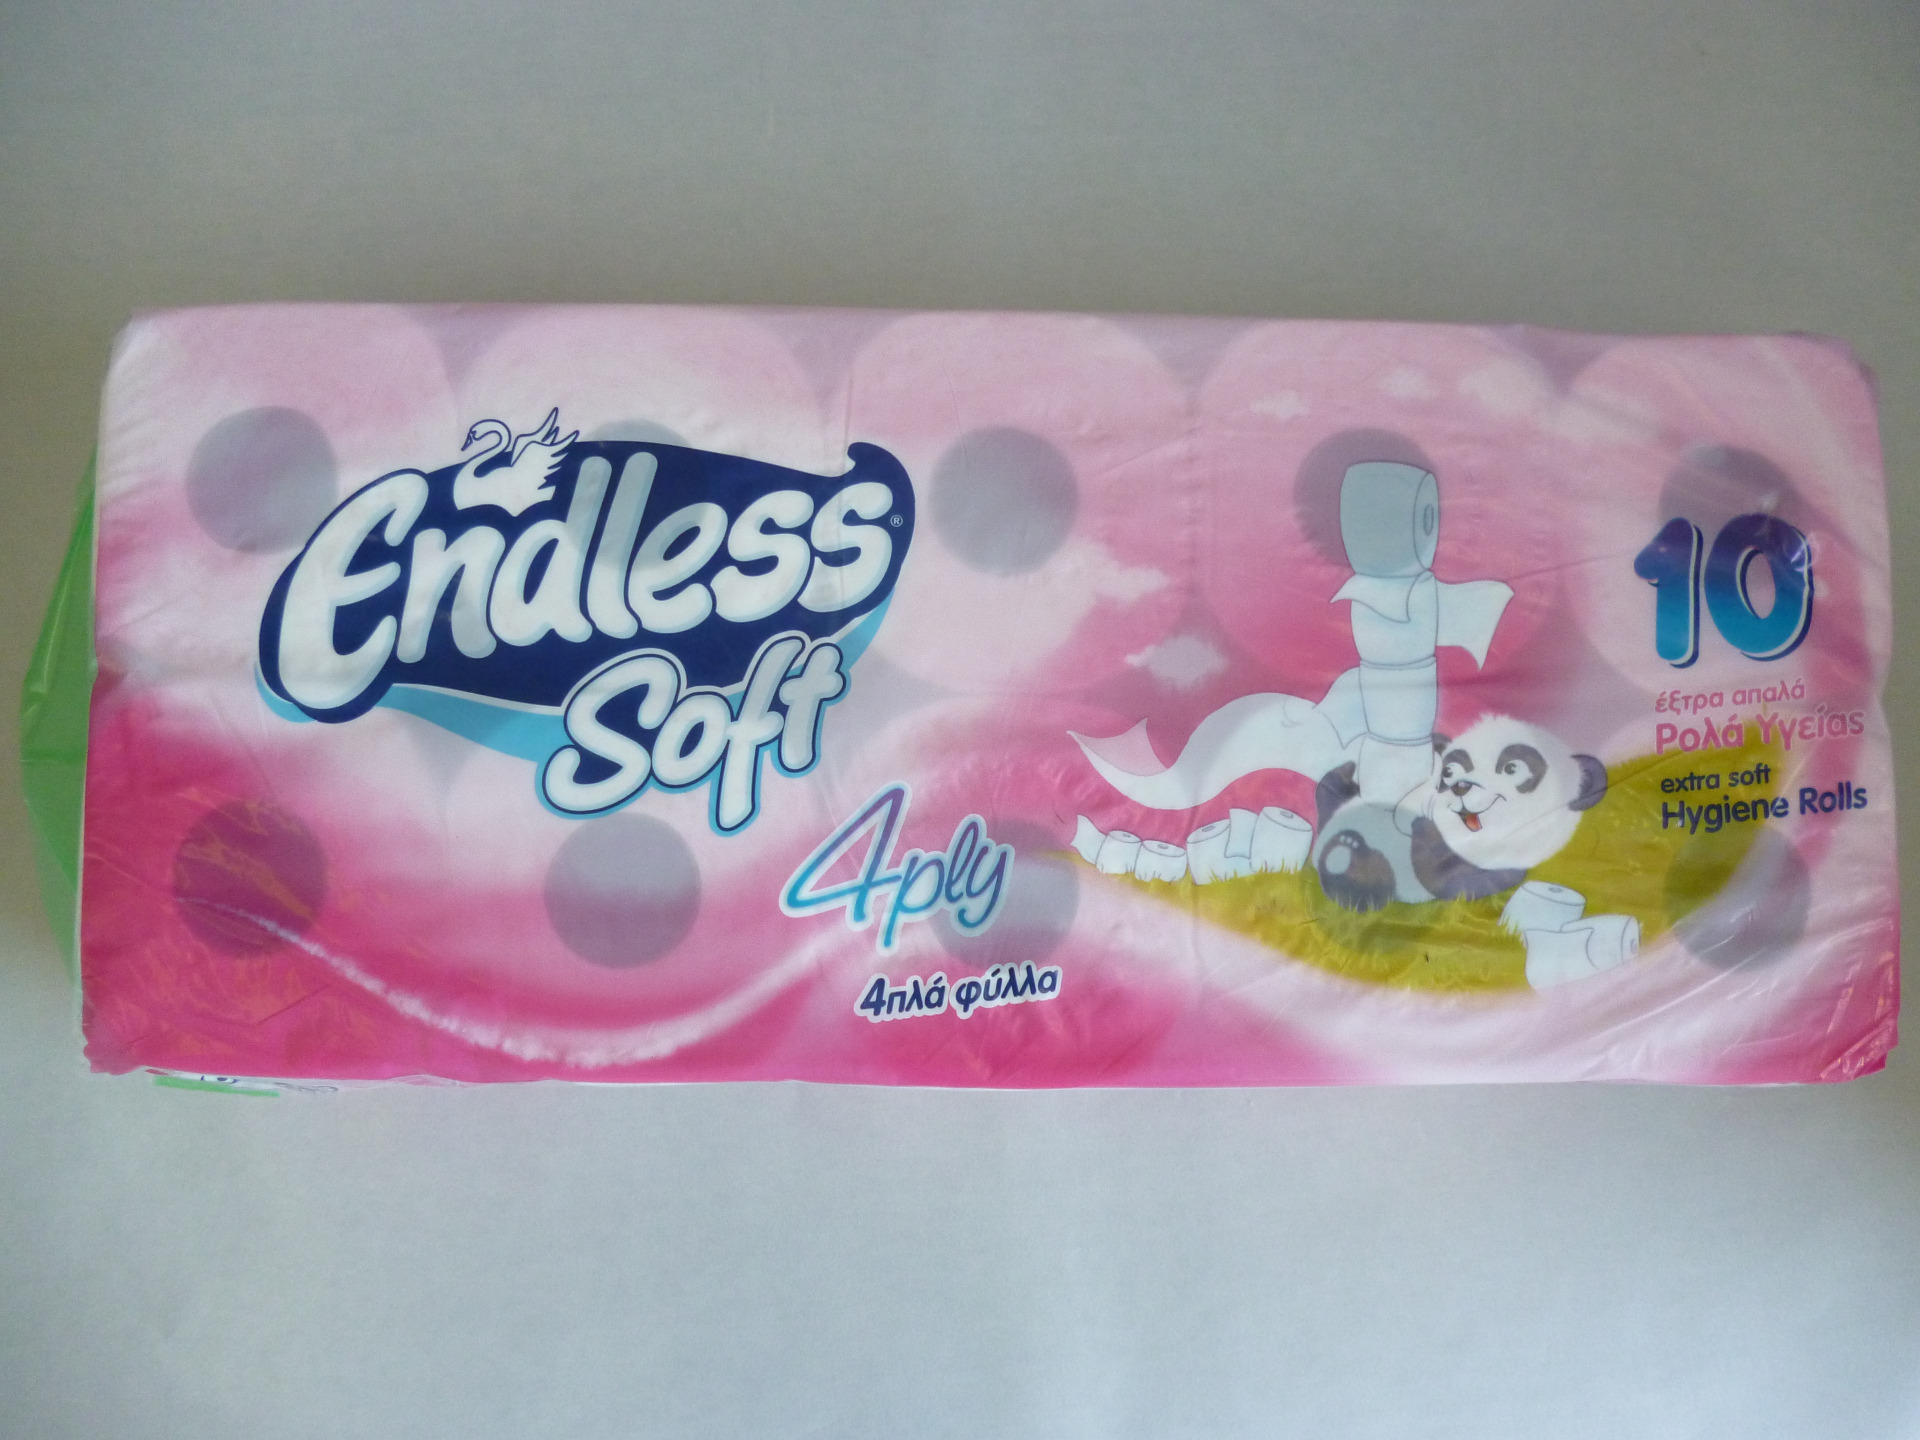 Endless®
Soft
4ply
4πλά φύλλα
10
έξτρα απαλά
Ρολά Υγείας
extra soft
Hygiene Rolls